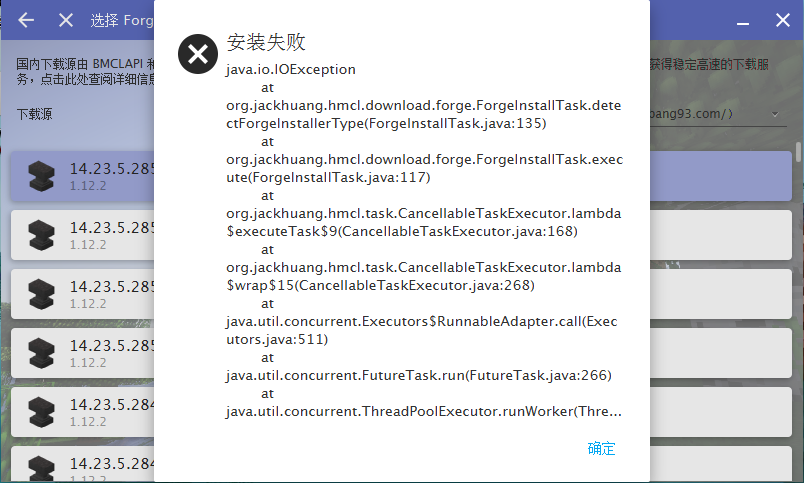 选择 Forg
安装失败
java.io.IOException
at
org.jackhuang.hmcl.download.forge.ForgeInstallTask.dete
ctForgeInstallerType(ForgeInstallTask.java:135)
at
org.jackhuang.hmcl.download.forge.ForgeInstallTask.exec
ute(ForgeInstallTask.java:117)
at
org.jackhuang.hmcl.task.CancellableTaskExecutor.lambda
$executeTask$9(CancellableTaskExecutor.java:168)
at
org.jackhuang.hmcl.task.CancellableTaskExecutor.lambda
$wrap$15(CancellableTaskExecutor.java:268)
at
java.util.concurrent.Executors$RunnableAdapter.call(Exec
utors.java:511)
at
java.util.concurrent.FutureTask.run(FutureTask.java:266)
at
java.util.concurrent.ThreadPoolExecutor.runWorker(Thre...
确定
国内下载源由 BMCLAPI 和
获得稳定高速的下载服
务，点击此处查阅详细信息
下载源
bang93.com/）
14.23.5.285
1.12.2
14.23.5.285
1.12.2
14.23.5.285
1.12.2
14.23.5.285
1.12.2
14.23.5.284
1.12.2
14.23.5.284
1.12.2